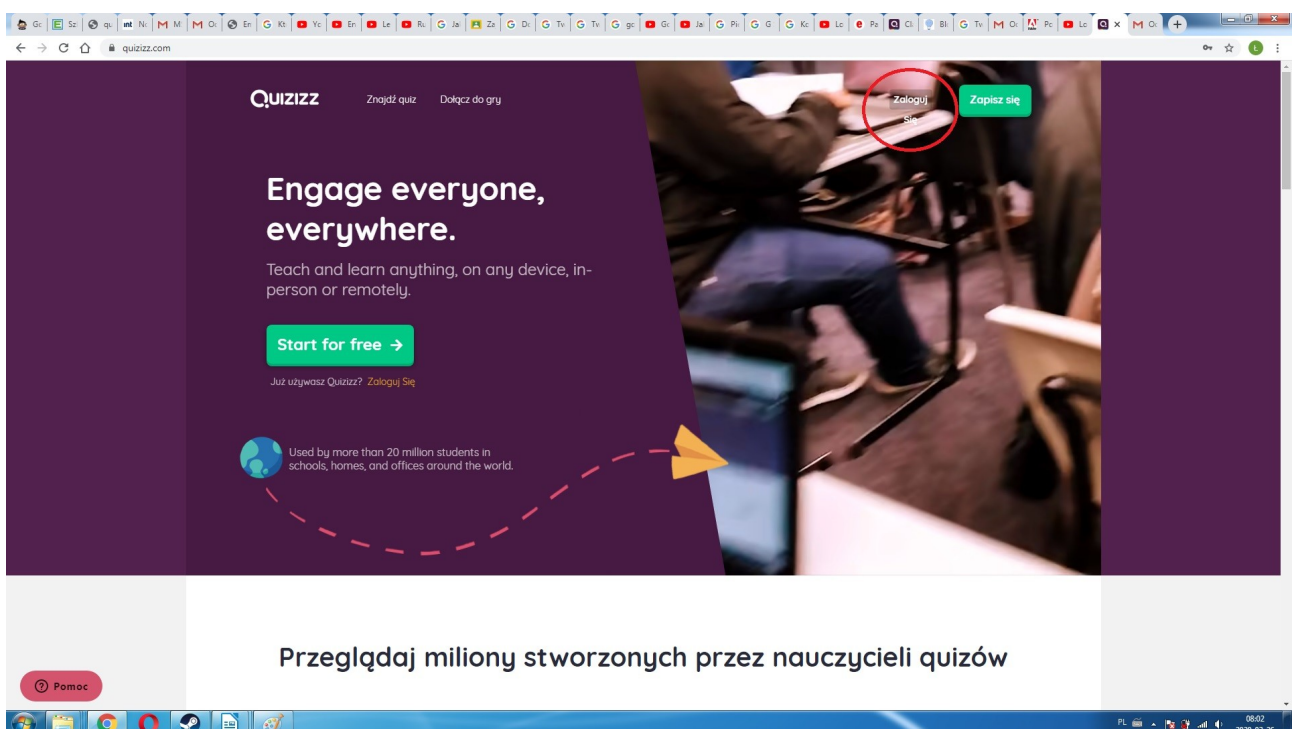 quizizz.com
QUIZIZZ
Znajdź quiz
Dołącz do gry
Zaloguj
Się
Zapisz się
Engage everyone,
everywhere.
Teach and learn anything, on any device, in-
person or remotely.
Start for free →
Już używasz Quizizz? Zaloguj Się
Used by more than 20 million students in
schools, homes, and offices around the world.
Przeglądaj miliony stworzonych przez nauczycieli quizów
Pomoc
PL
08:02